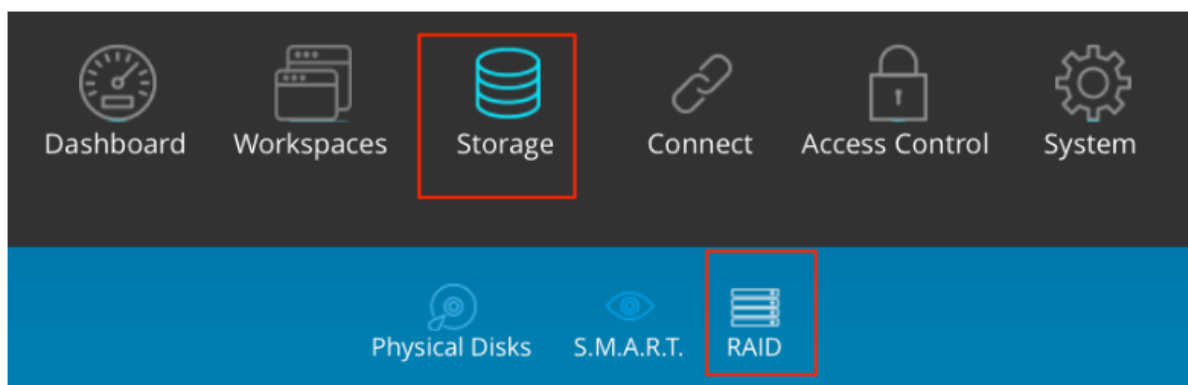 Dashboard Workspaces Storage Connect Access Control System
Physical Disks S.M.A.R.T. RAID